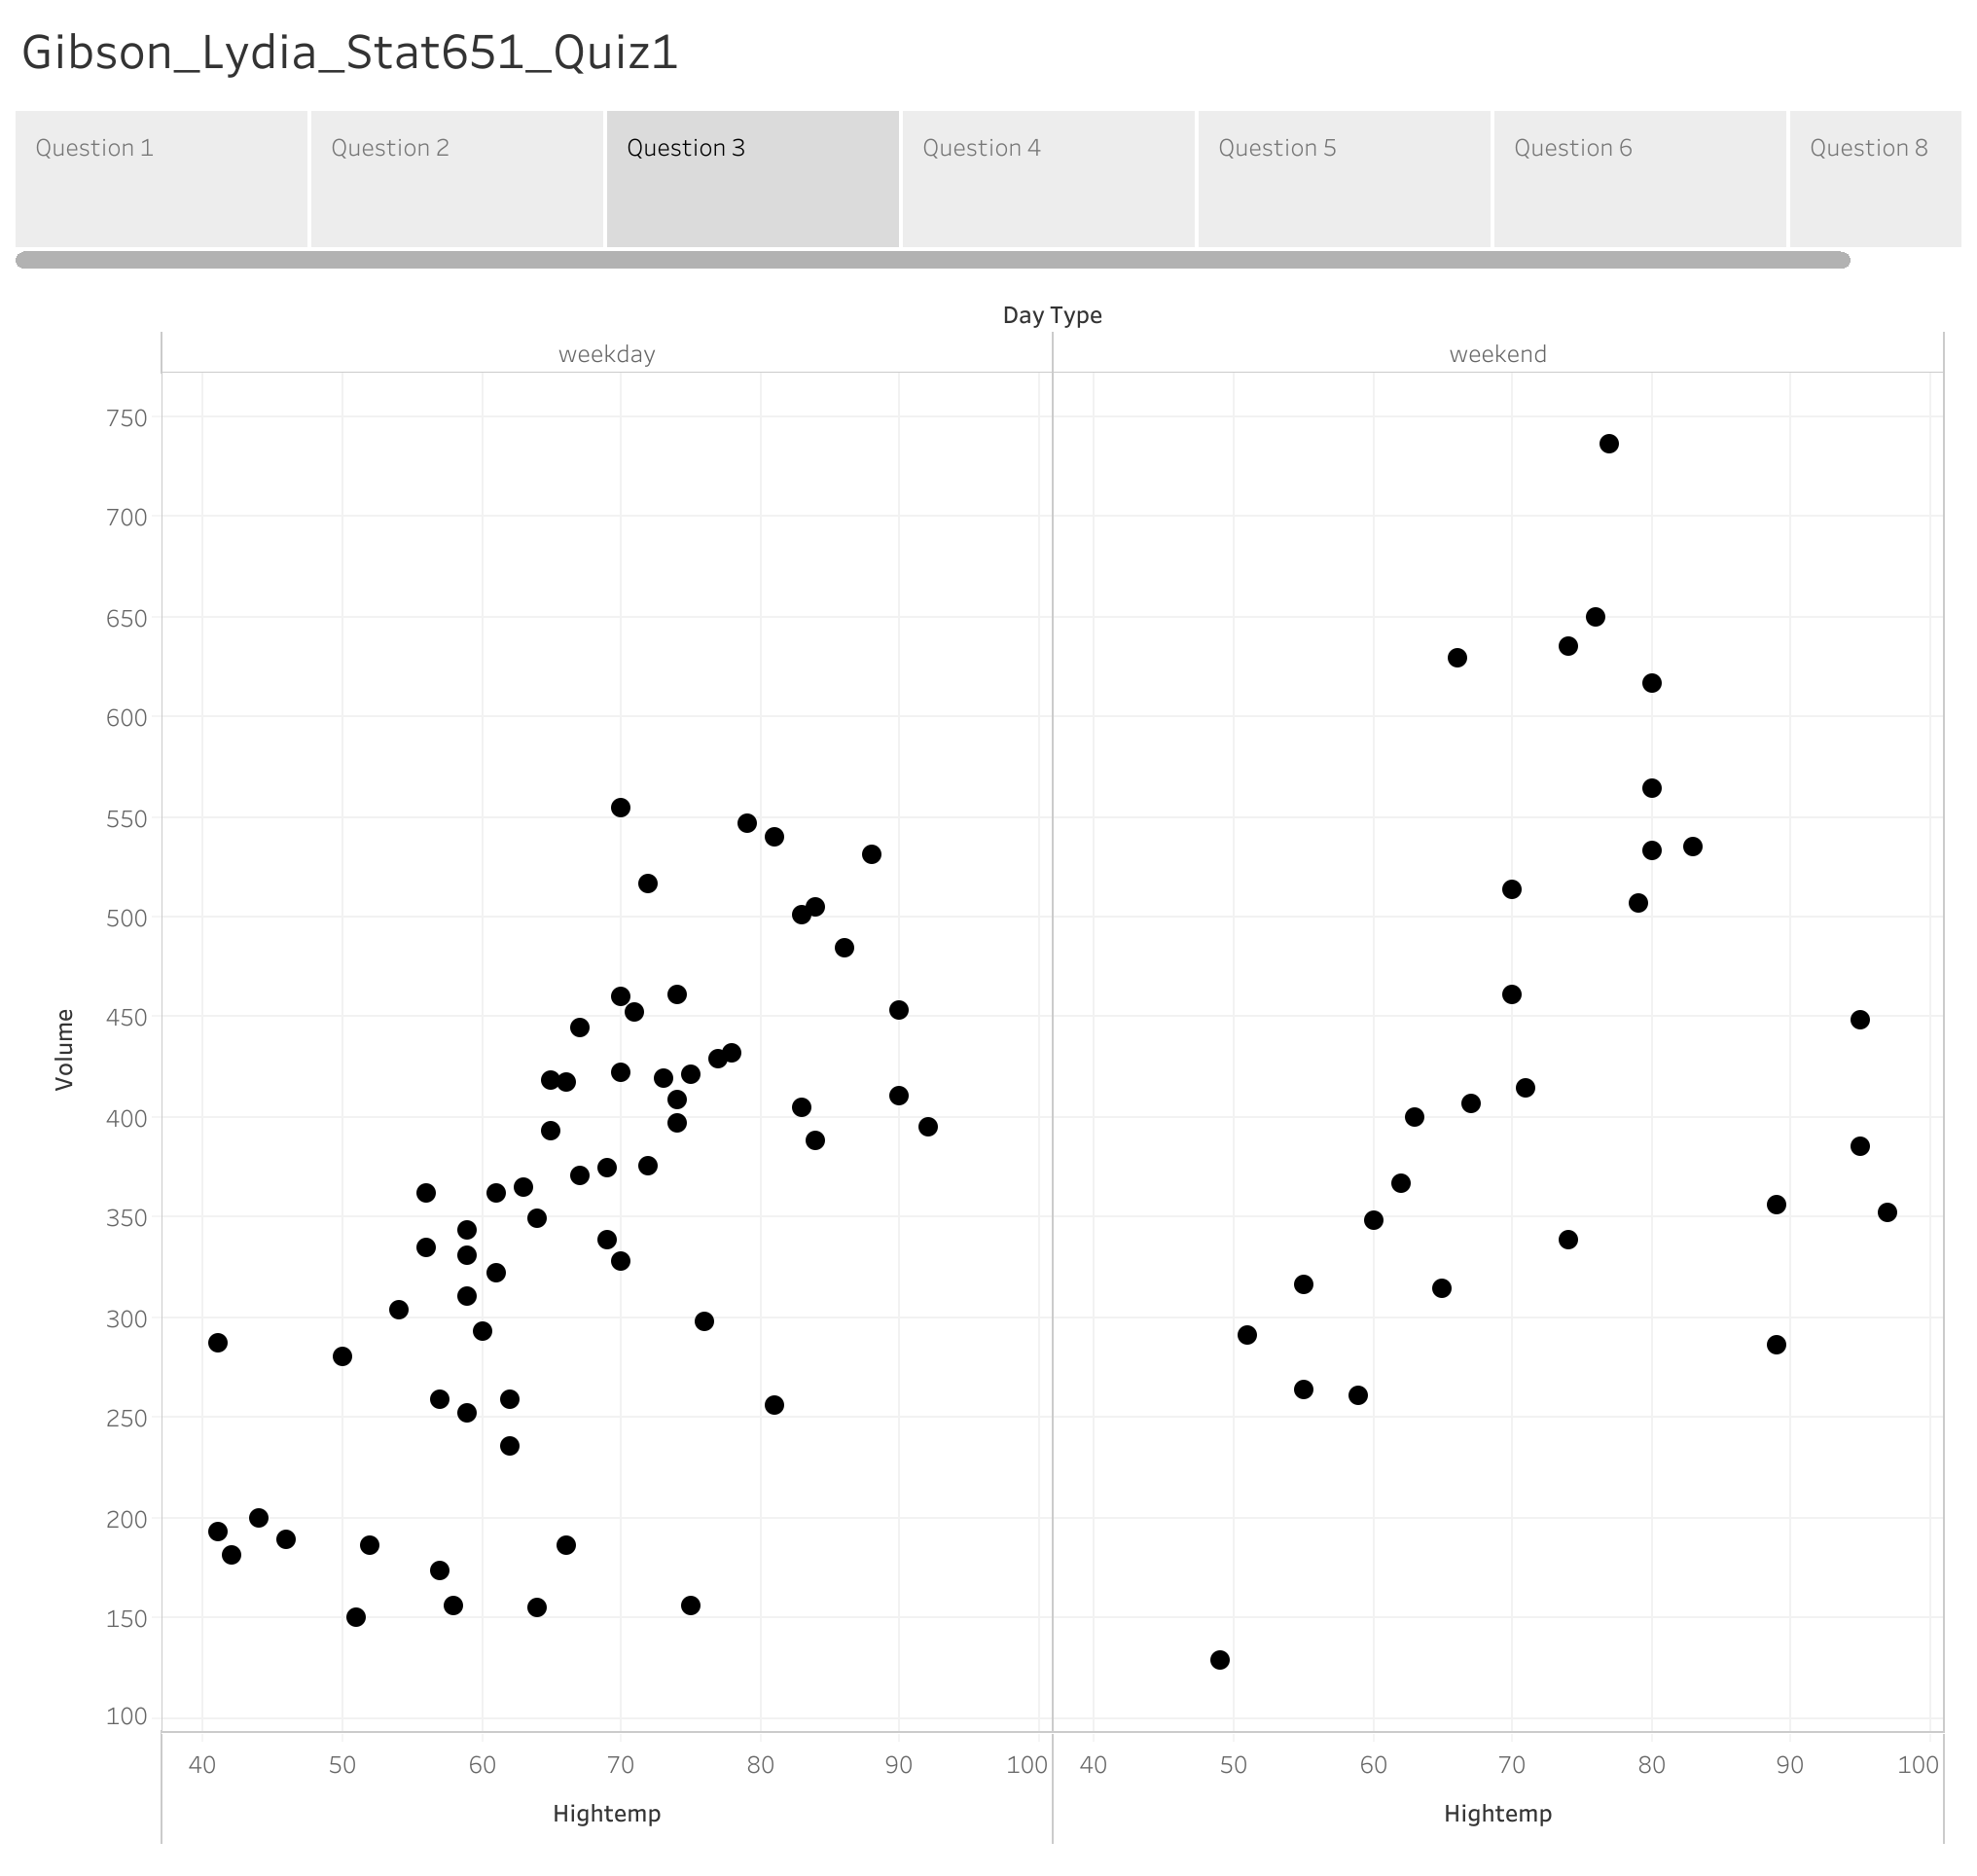 Gibson_Lydia_Stat651_Quiz1
Question 1 Question 2 Question 3 Question 4 Question 5 Question 6 Question 8
Day Type
weekday weekend
750
700
650
600
550
500
450
400
350
300
250
200
150
100
Volume
40 50 60 70 80 90 100 40 50 60 70 80 90 100
Hightemp Hightemp